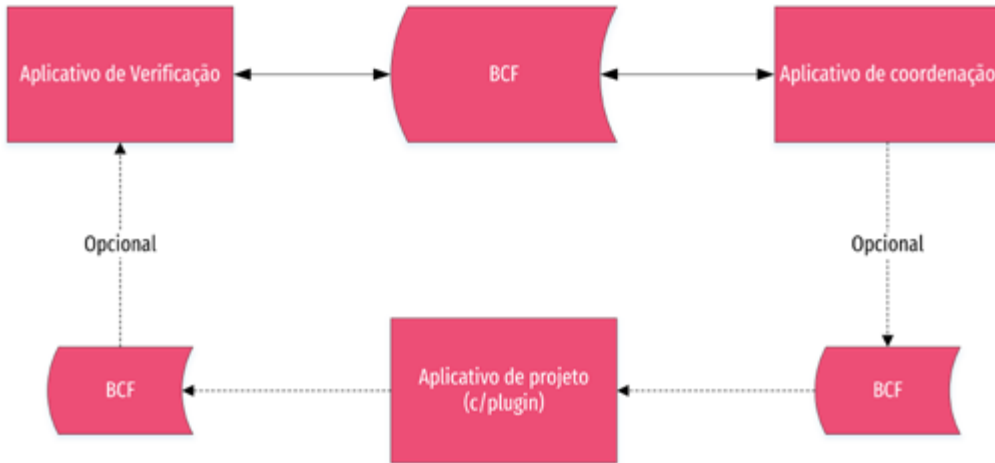 Aplicativo de Verificação
BCF
Aplicativo de coordenação
Opcional
Opcional
BCF
Aplicativo de projeto
(c/plugin)
BCF